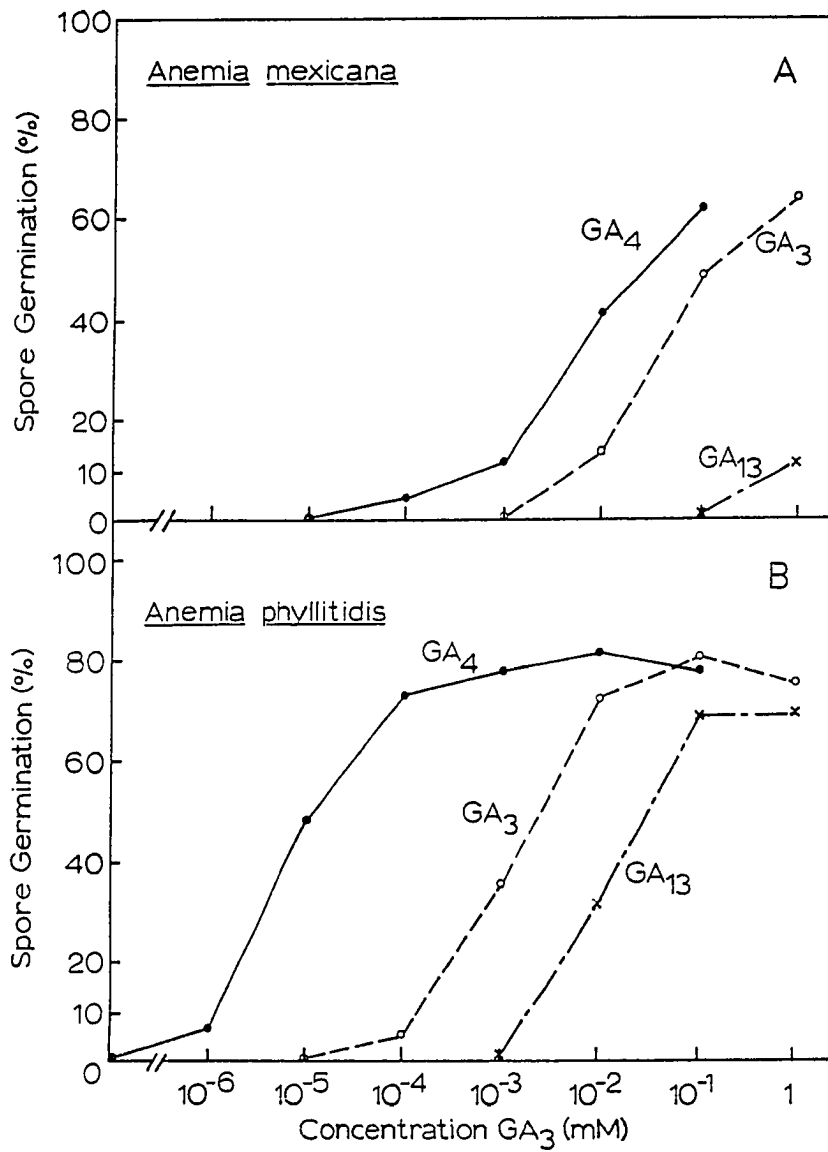 100
80
60
40
20
10
0
Spore Germination (%)
Anemia mexicana
A
GA4
GA3
GA13
100
80
60
40
20
10
0
Spore Germination (%)
Anemia phyllitidis
B
GA4
GA3
GA13
10-6 10-5 10-4 10-3 10-2 10-1 1
Concentration GA3 (mM)